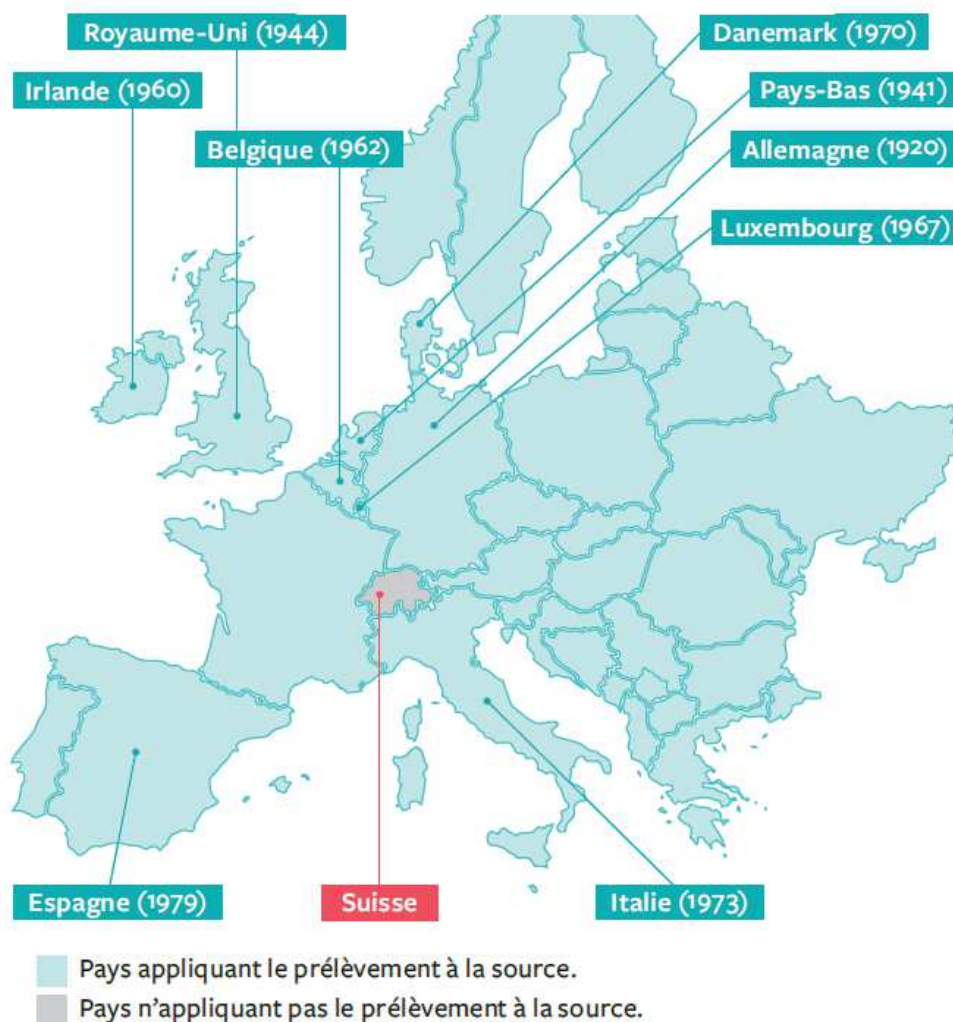 Royaume-Uni (1944)
Danemark (1970)
Irlande (1960)
Pays-Bas (1941)
Belgique (1962)
Allemagne (1920)
Luxembourg (1967)
Espagne (1979)
Suisse
Italie (1973)
Pays appliquant le prélèvement à la source.
Pays n’appliquant pas le prélèvement à la source.